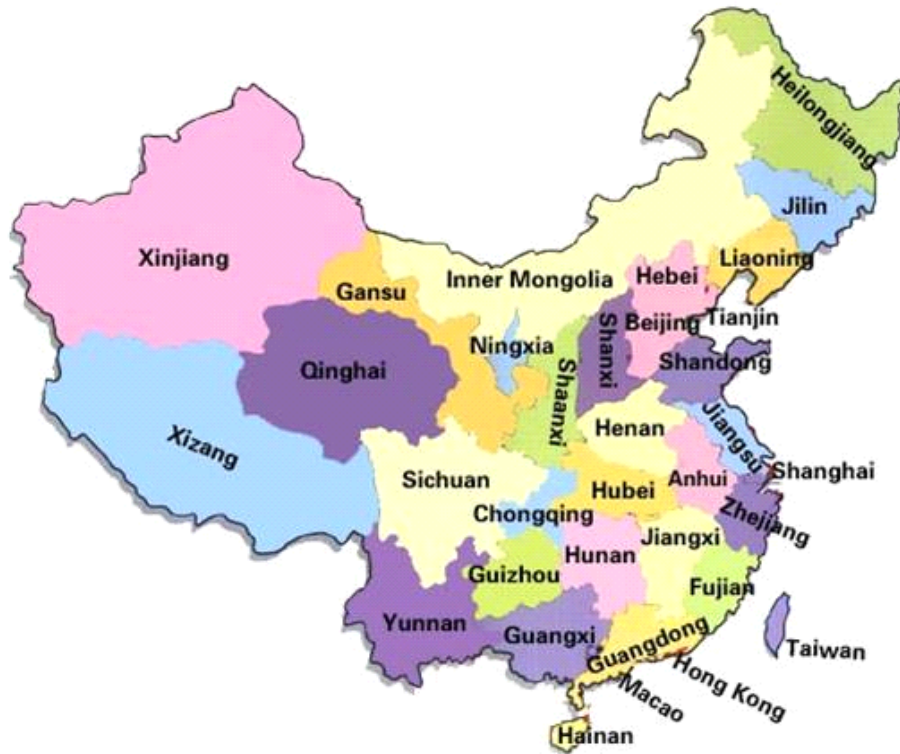 Heilongjiang
Jilin
Liaoning
Xinjiang
Inner Mongolia
Hebei
Gansu
Beijing
Tianjin
Ningxia
Shanxi
Shaanxi
Shandong
Qinghai
Jiangsu
Henan
Xizang
Shanghai
Sichuan
Anhui
Hubei
Chongqing
Zhejiang
Jiangxi
Hunan
Guizhou
Fujian
Yunnan
Guangxi
Guangdong
Taiwan
Hong Kong
Macao
Hainan